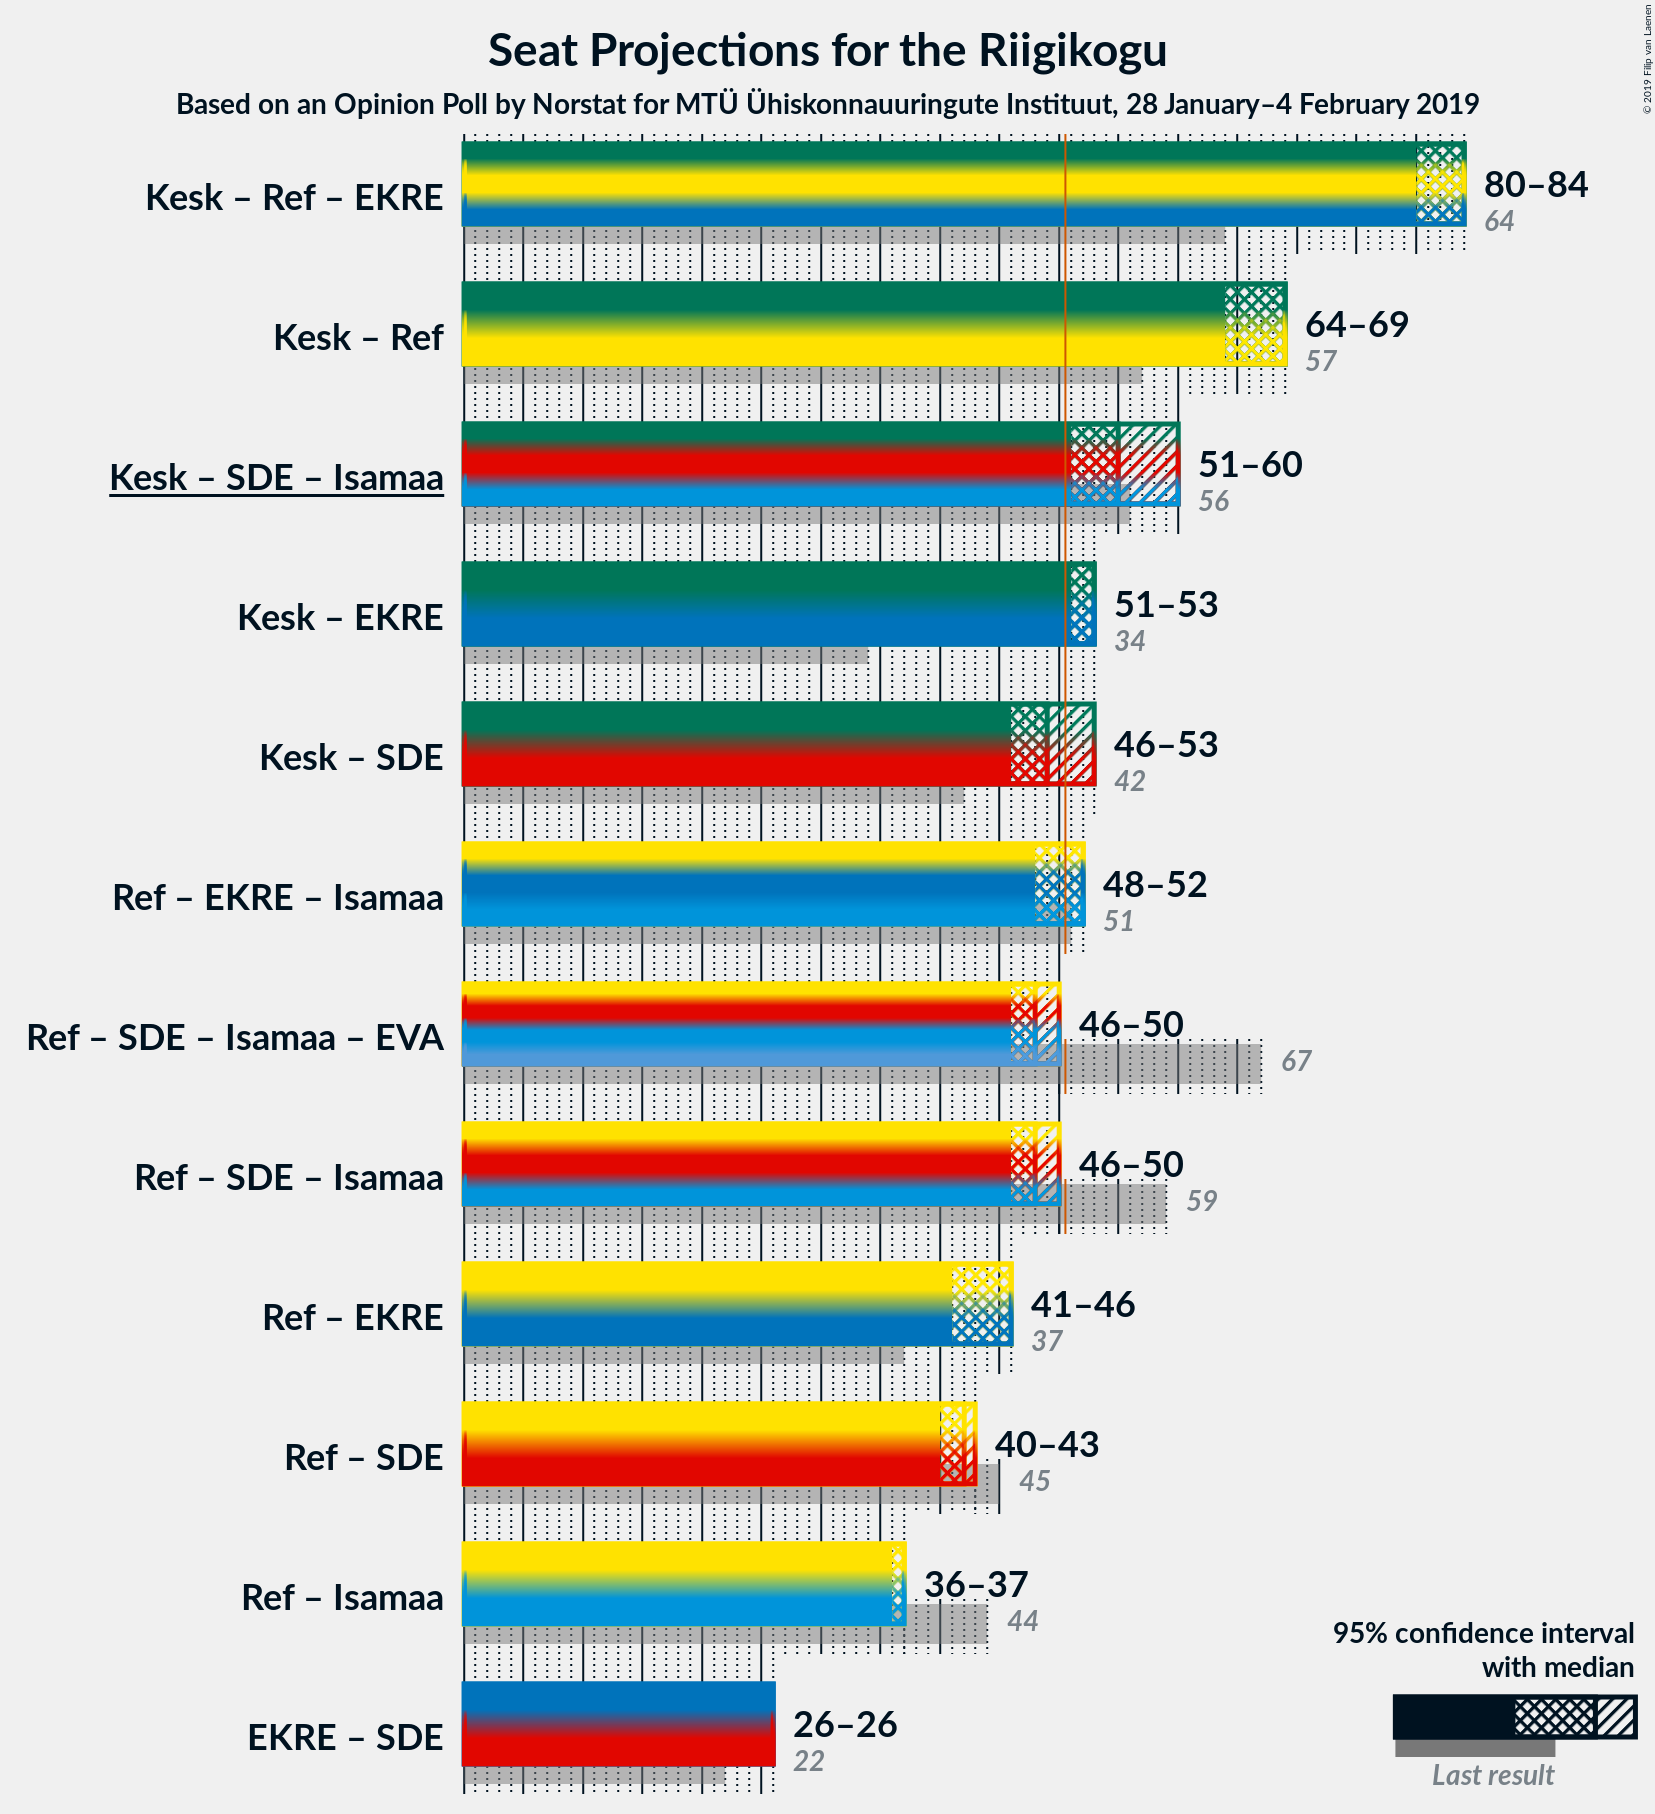 Seat Projections for the Riigikogu
Based on an Opinion Poll by Norstat for MTÜ Ühiskonnauuringute Instituut, 28 January–4 February 2019
© 2019 Filip van Laenen
Kesk – Ref – EKRE
80–84
64
Kesk – Ref
64–69
57
Kesk – SDE – Isamaa
51–60
56
Kesk – EKRE
51–53
34
Kesk – SDE
46–53
42
Ref – EKRE – Isamaa
48–52
51
Ref – SDE – Isamaa – EVA
46–50
67
Ref – SDE – Isamaa
46–50
59
Ref – EKRE
41–46
37
Ref – SDE
40–43
45
Ref – Isamaa
36–37
44
EKRE – SDE
26–26
22
95% confidence interval
with median
Last result